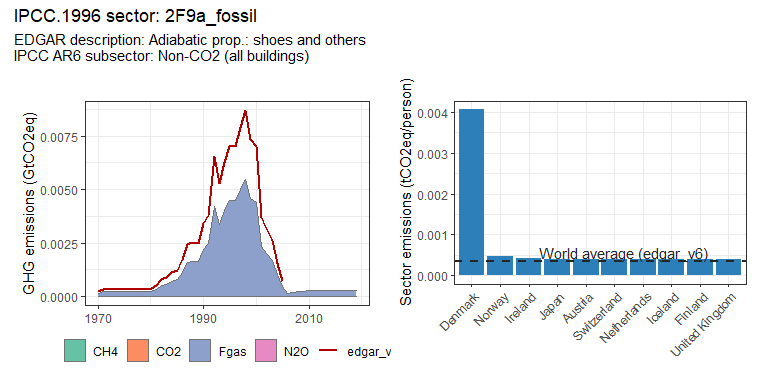 IPCC.1996 sector: 2F9a_fossil
EDGAR description: Adiabatic prop.: shoes and others
IPCC AR6 subsector: Non-CO2 (all buildings)
GHG emissions (GtCO2eq)
0.0075
0.0050
0.0025
0.0000
1970 1990 2010
CH4 CO2 Fgas N2O edgar_v
Sector emissions (tCO2eq/person)
0.004
0.003
0.002
0.001
0.000
World average (edgar_v6)
Denmark
Norway
Ireland
Japan
Austria
Switzerland
Netherlands
Iceland
Finland
United Kingdom